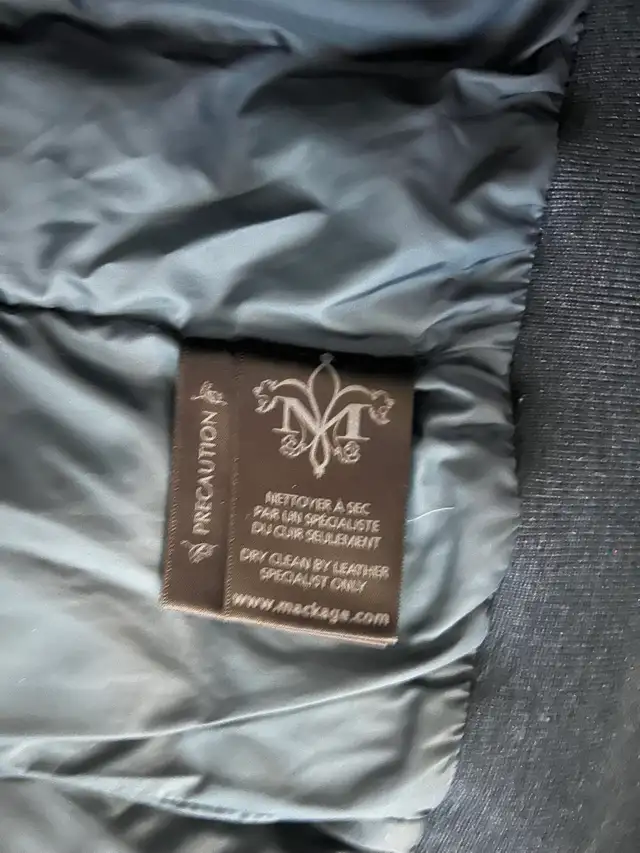 PRECAUTION
M
NETTOYER À SEC
PAR UN SPÉCIALISTE
DU CUIR SEULEMENT
DRY CLEAN BY LEATHER
SPECIALIST ONLY
www.mackage.com